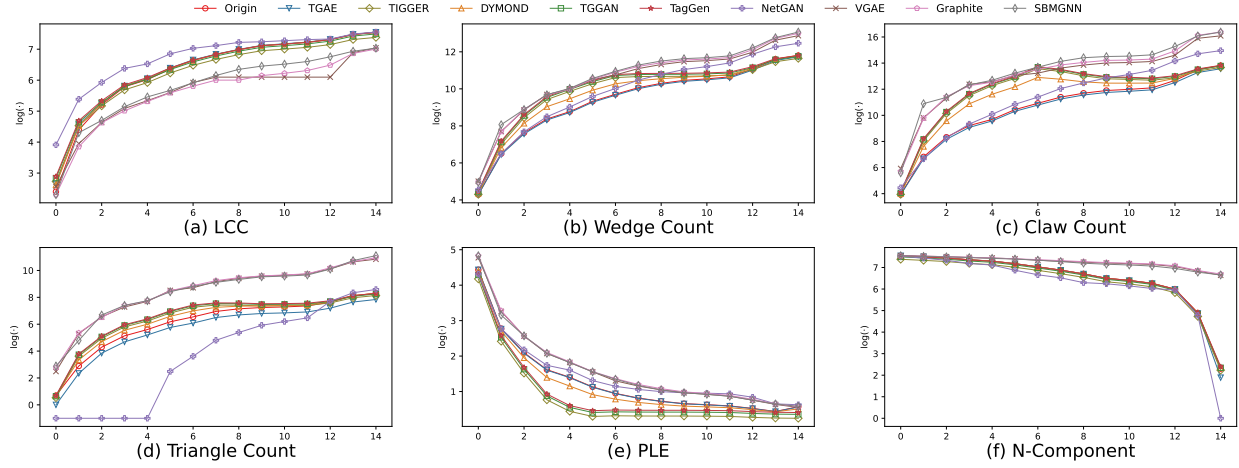 Origin TGAE TIGGER DYMOND TGGAN TagGen NetGAN VGAE Graphite SBMGNN
7
6
5
4
3
log(·)
0 2 4 6 8 10 12 14
(a) LCC
12
10
8
6
4
log(·)
0 2 4 6 8 10 12 14
(b) Wedge Count
16
14
12
10
8
6
4
log(·)
0 2 4 6 8 10 12 14
(c) Claw Count
10
8
6
4
2
0
log(·)
0 2 4 6 8 10 12 14
(d) Triangle Count
5
4
3
2
1
log(·)
0 2 4 6 8 10 12 14
(e) PLE
7
6
5
4
3
2
1
0
log(·)
0 2 4 6 8 10 12 14
(f) N-Component